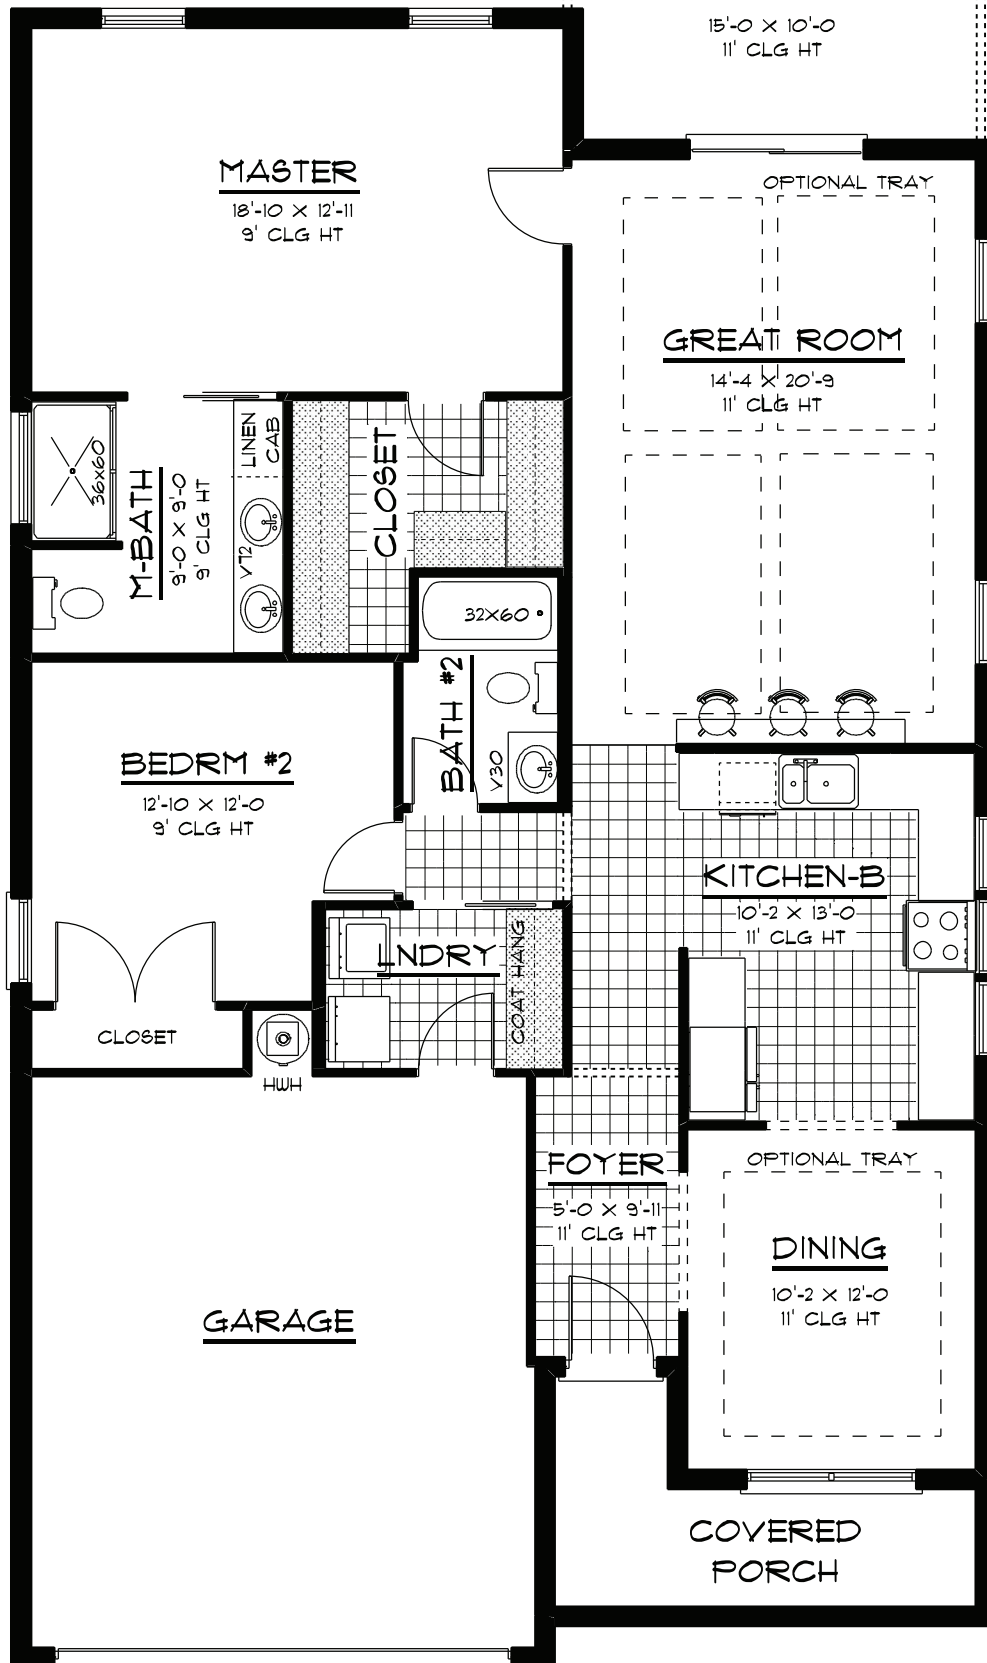 15'-0 X 10'-0
11' CLG HT
MASTER
18'-10 X 12'-11
9' CLG HT
OPTIONAL TRAY
GREAT ROOM
14'-4 X 20'-9
11' CLG HT
36x60
M-BATH
9'-0 X 9'-0
9' CLG HT
LINEN
CAB
VT2
CLOSET
32X60
BATH #2
V30
BEDRM #2
12'-10 X 12'-0
9' CLG HT
KITCHEN-B
10'-2 X 13'-0
11' CLG HT
LNDRY
COAT HANG
CLOSET
HWH
FOYER
5'-0 X 9'-11
11' CLG HT
OPTIONAL TRAY
DINING
10'-2 X 12'-0
11' CLG HT
GARAGE
COVERED
PORCH